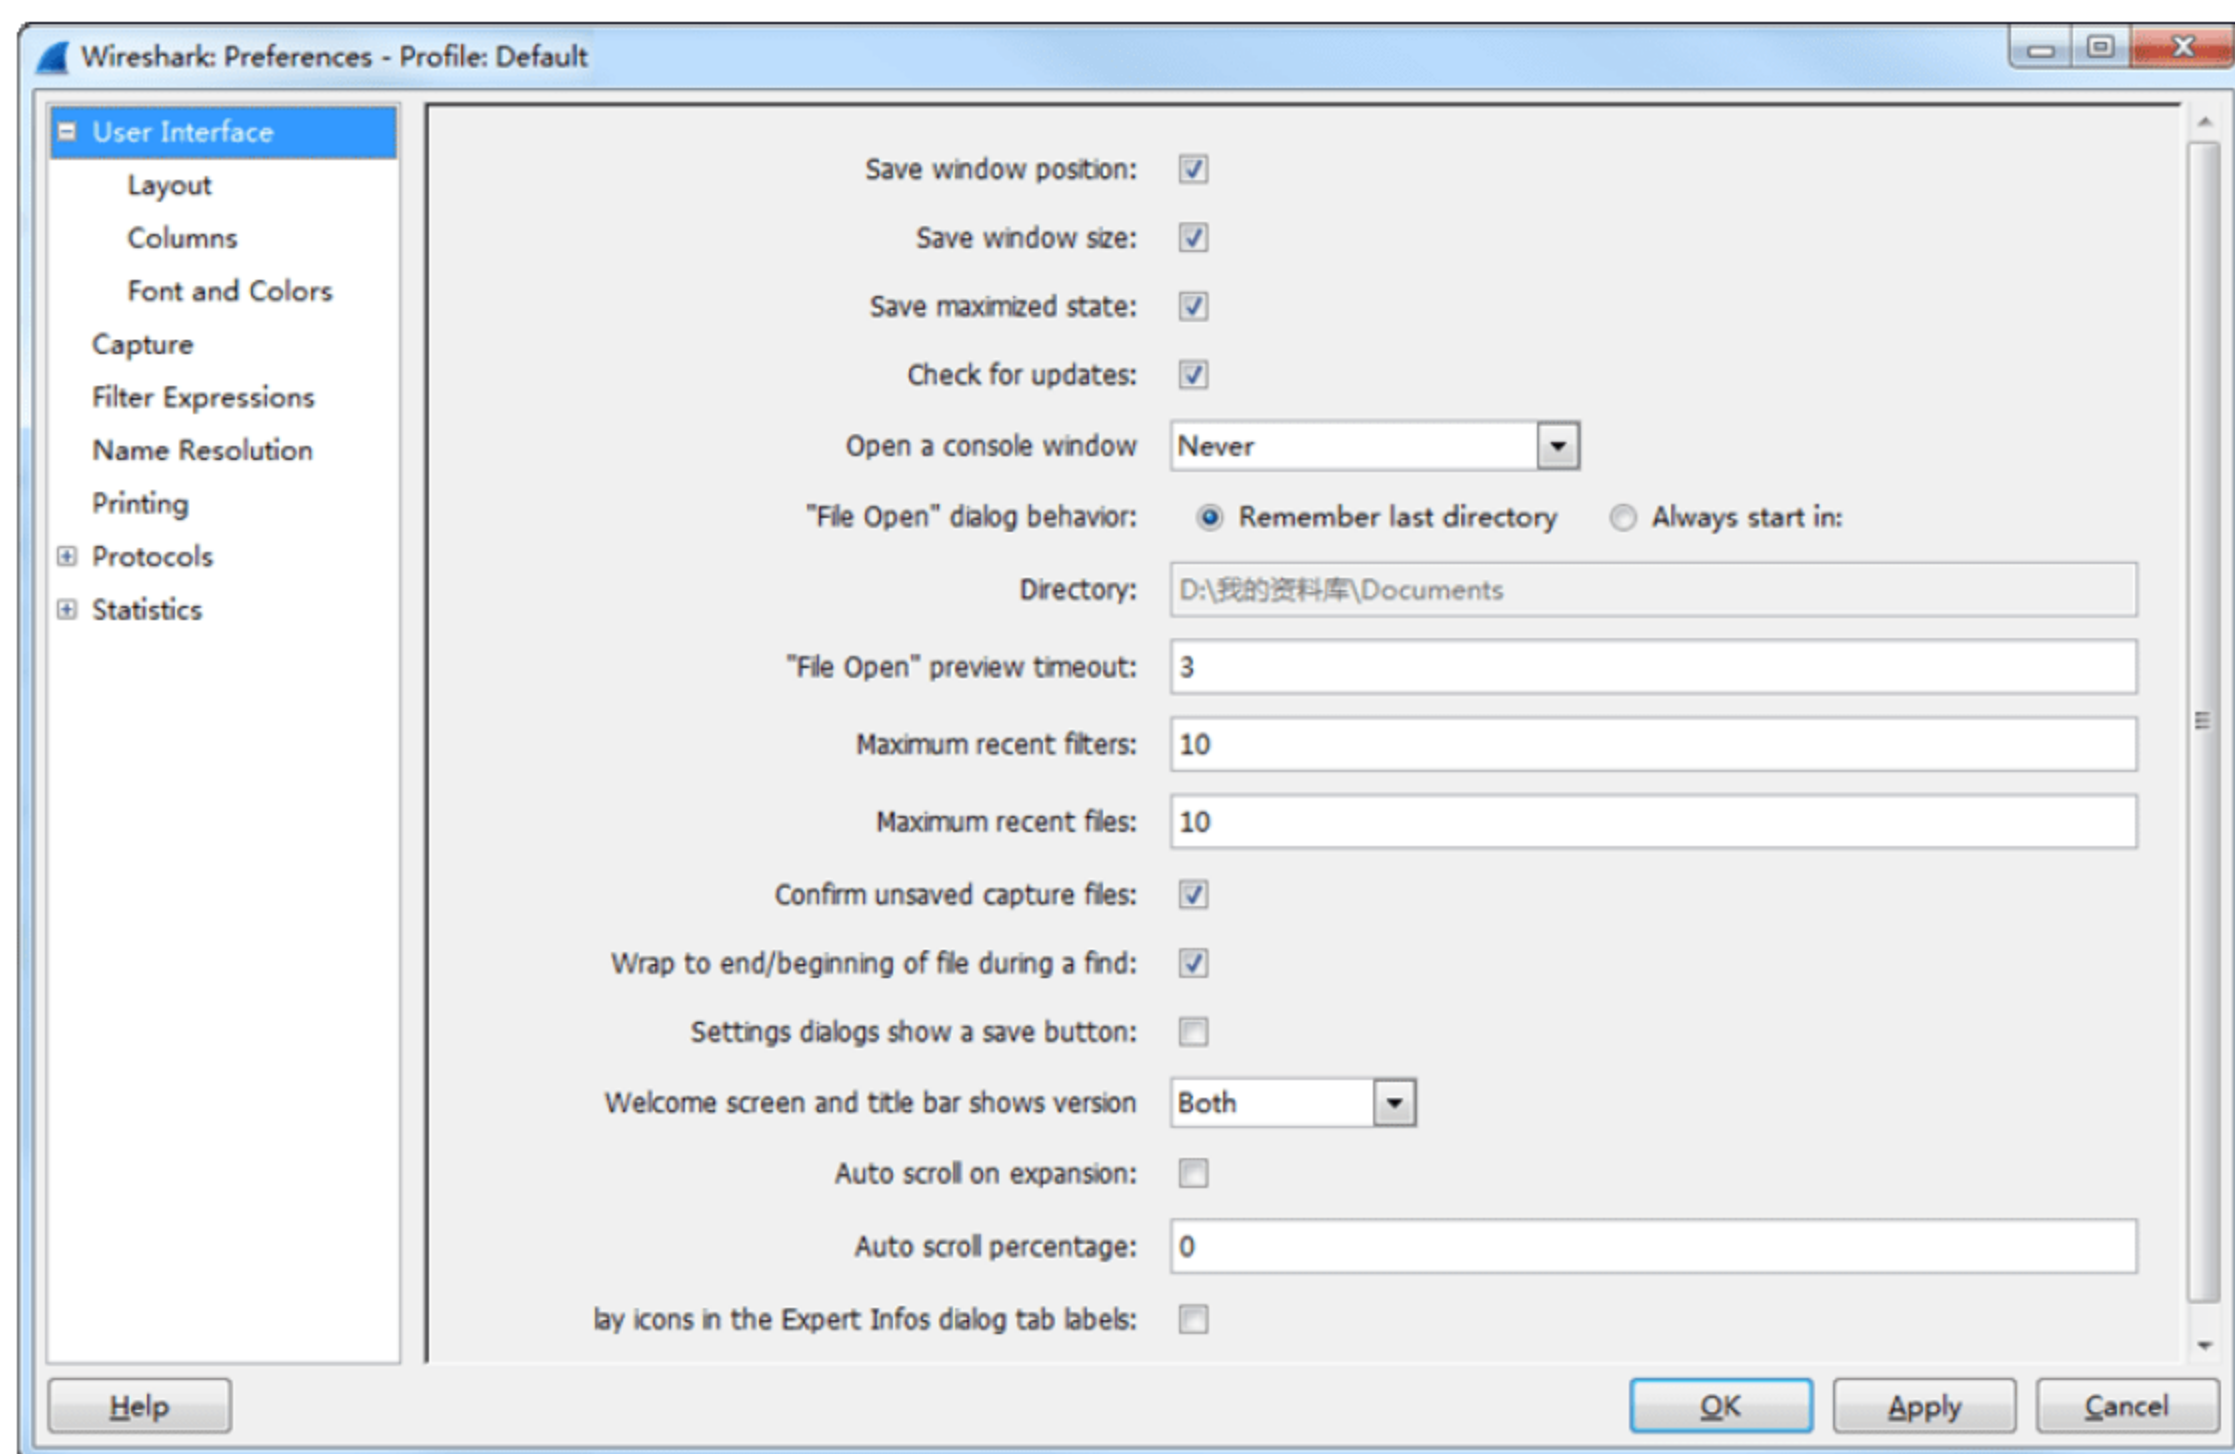 Wireshark: Preferences - Profile: Default
User Interface
Layout
Columns
Font and Colors
Capture
Filter Expressions
Name Resolution
Printing
Protocols
Statistics
Save window position:
Save window size:
Save maximized state:
Check for updates:
Open a console window Never
"File Open" dialog behavior: Remember last directory Always start in:
Directory: D:\我的资料库\Documents
"File Open" preview timeout: 3
Maximum recent filters: 10
Maximum recent files: 10
Confirm unsaved capture files:
Wrap to end/beginning of file during a find:
Settings dialogs show a save button:
Welcome screen and title bar shows version Both
Auto scroll on expansion:
Auto scroll percentage: 0
lay icons in the Expert Infos dialog tab labels:
Help OK Apply Cancel